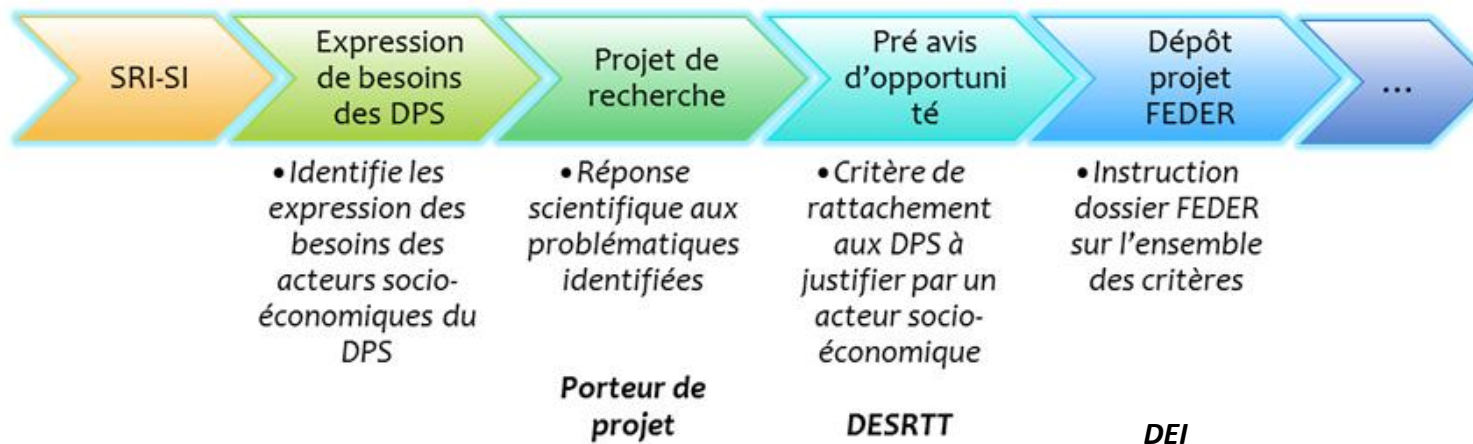 SRI-SI
Expression
de besoins
des DPS
Projet de
recherche
Pré avis
d'opportuni
té
Dépôt
projet
FEDER
...
•Identifie les
expression des
besoins des
acteurs socio-
économiques du
DPS
•Réponse
scientifique aux
problématiques
identifiées
•Critère de
rattachement
aux DPS à
justifier par un
acteur socio-
économique
•Instruction
dossier FEDER
sur l'ensemble
des critères
Porteur de
projet
DESRTT
DEI